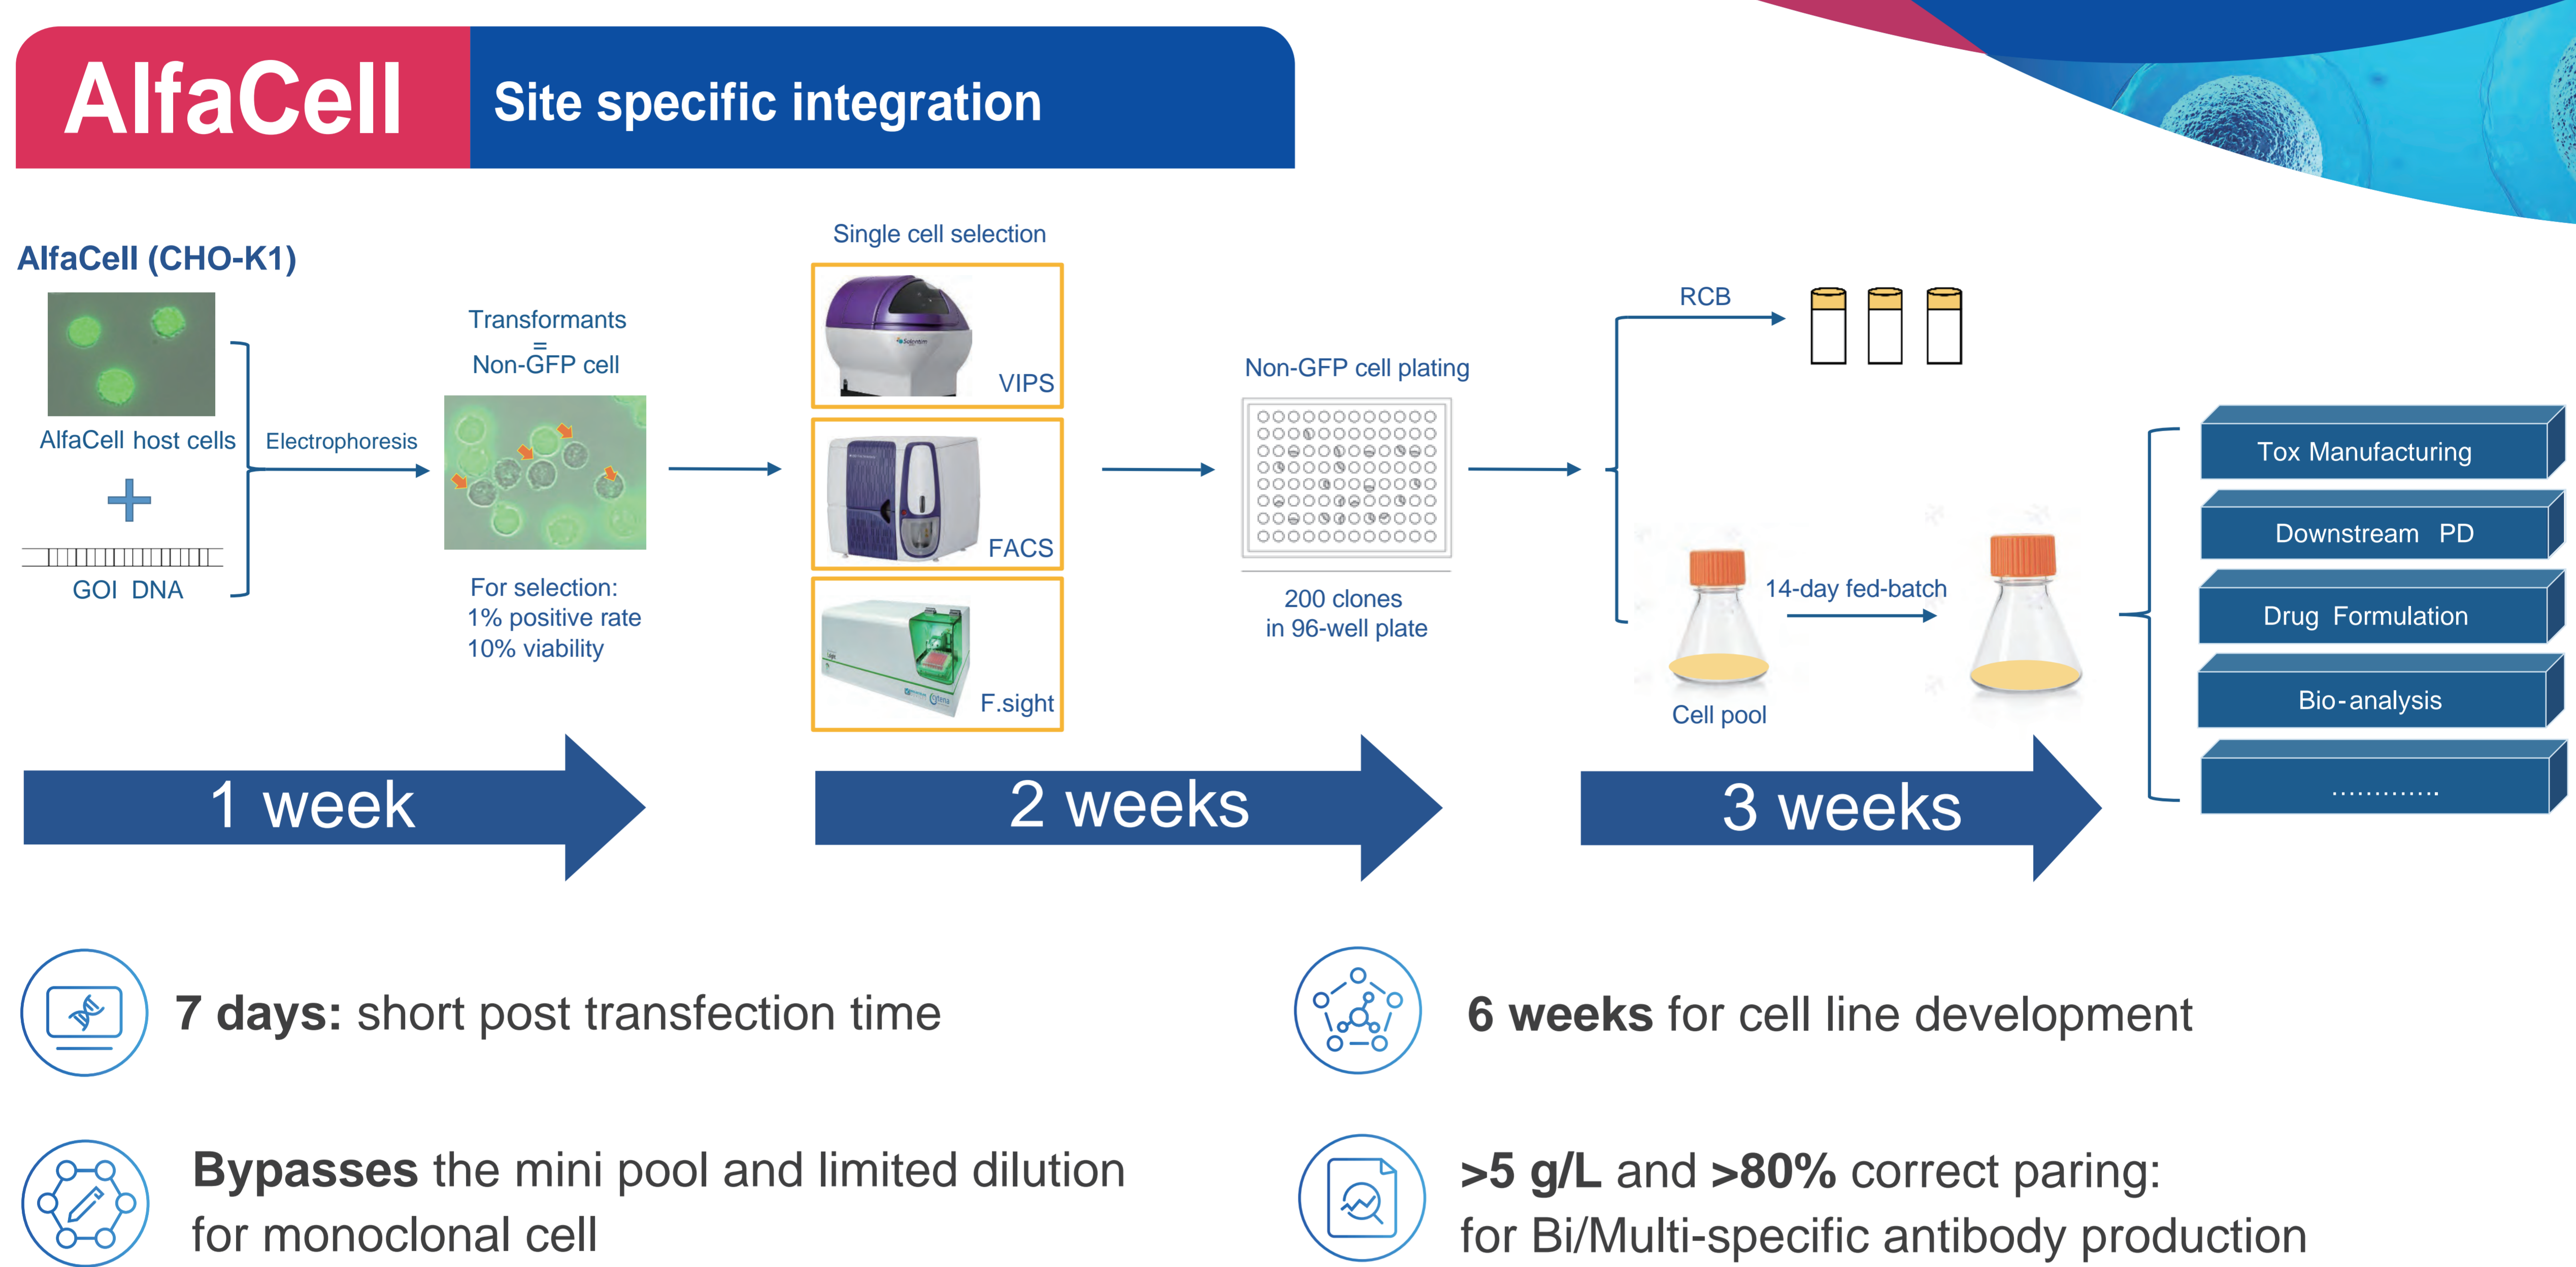 AlfaCell
Site specific integration
AlfaCell (CHO-K1)
AlfaCell host cells
GOI DNA
Electrophoresis
Transformants
=
Non-GFP cell
For selection:
1% positive rate
10% viability
Single cell selection
Solentim
VIPS
FACS
F.sight
Non-GFP cell plating
200 clones
in 96-well plate
RCB
Cell pool
14-day fed-batch
Tox Manufacturing
Downstream PD
Drug Formulation
Bio-analysis
.............
1 week
2 weeks
3 weeks
7 days: short post transfection time
6 weeks for cell line development
Bypasses the mini pool and limited dilution
for monoclonal cell
>5 g/L and >80% correct paring:
for Bi/Multi-specific antibody production